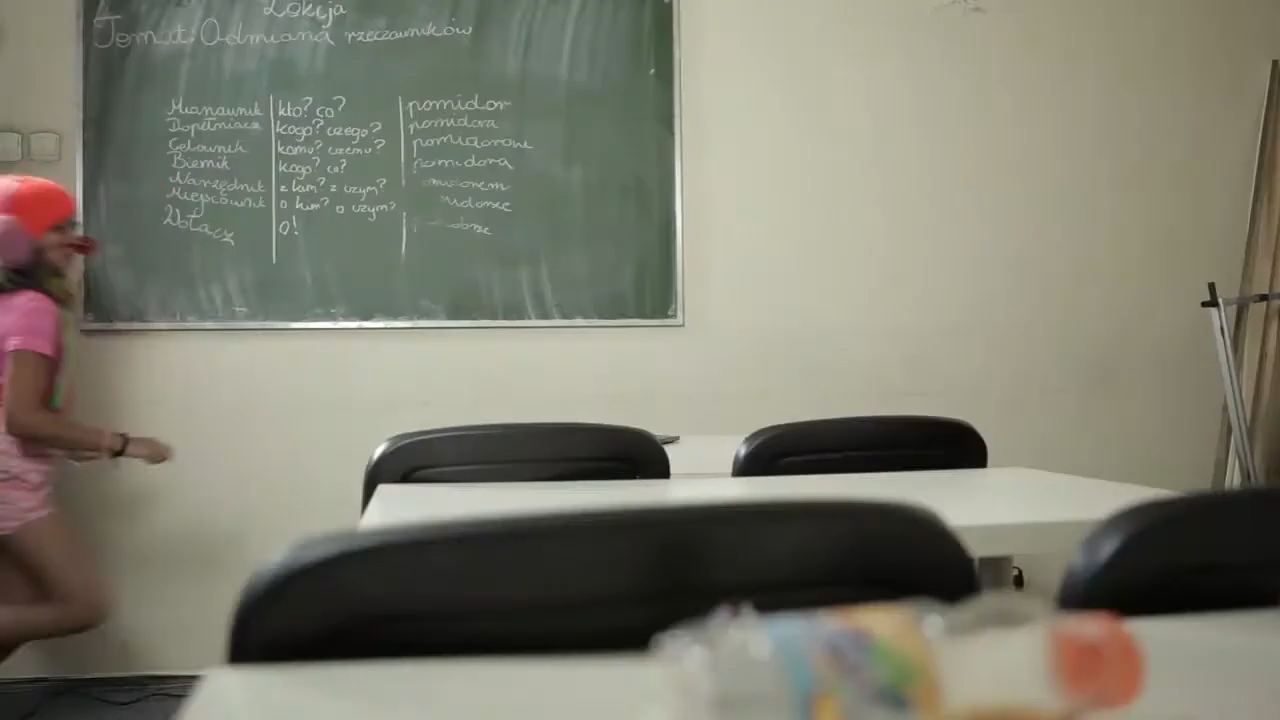 Lekcja
Temat: Odmiana rzeczowników
Mianownik kto? co? pomidor
Dopełniacz kogo? czego? pomidora
Celownik komu? czemu? pomidorowi
Biernik kogo? co? pomidora
Narzędnik z kim? z czym?
Miejscownik o kim? o czym?
Wołacz o!